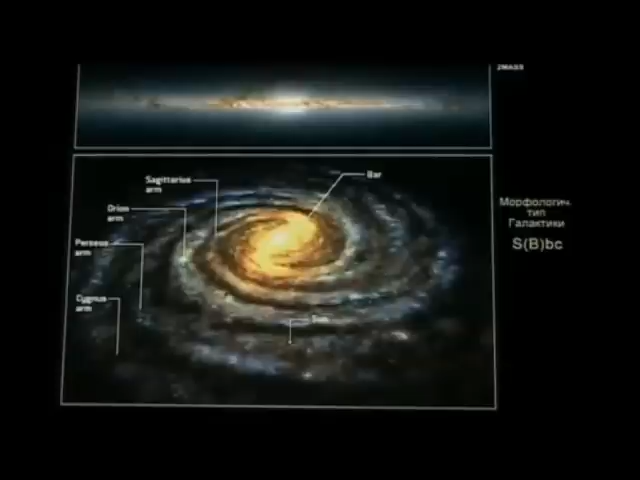 2MASS
Sagittarius
arm
Bar
Orion
arm
Морфологич.
тип
Галактики
S(B)bc
Perseus
arm
Cygnus
arm
Sun